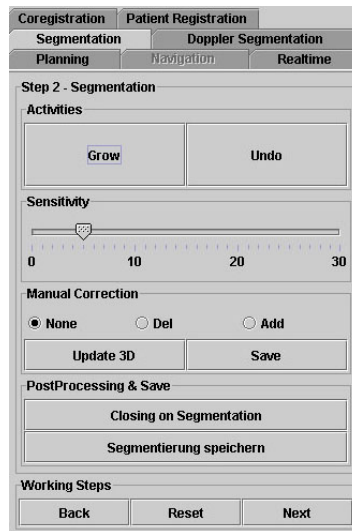 Coregistration Patient Registration
Segmentation Doppler Segmentation
Planning Navigation Realtime
Step 2 - Segmentation
Activities
Grow Undo
Sensitivity
0 10 20 30
Manual Correction
None Del Add
Update 3D Save
PostProcessing & Save
Closing on Segmentation
Segmentierung speichern
Working Steps
Back Reset Next